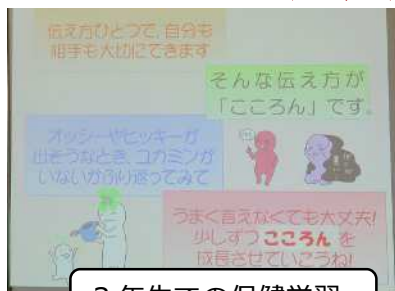 伝え方ひとつで、自分も
相手も大切にできます
そんな伝え方が
「こころん」です。
オッシーやヒッキーが
出そうなとき、コカミンが
いないかふり返ってみて
うまく言えなくても大丈夫!
少しずつこころんを
成長させていこうね!
2年生での保健学習